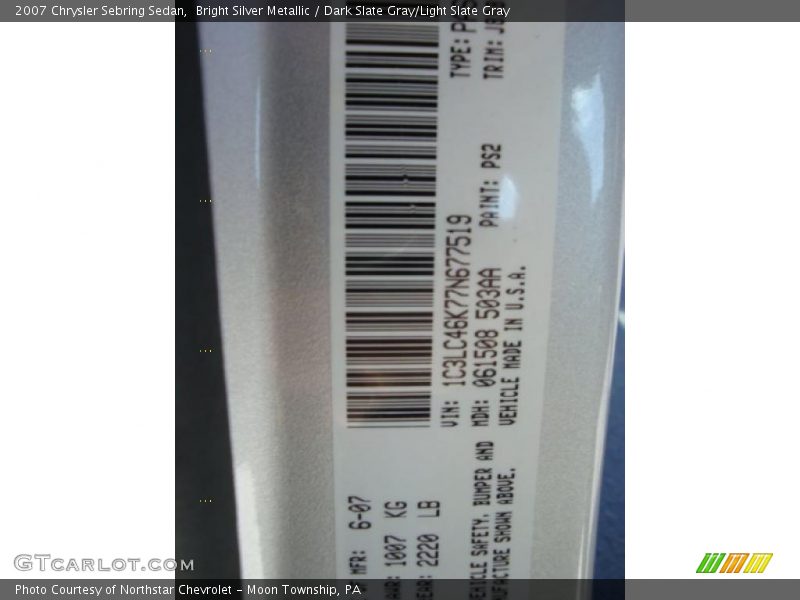 2007 Chrysler Sebring Sedan, Bright Silver Metallic / Dark Slate Gray/Light Slate Gray
MFR: 6-07
1007 KG
2220 LB
VIN: 1C3LC46K77N677519
TYPE:
MDH: 061508 503AA PAINT: PS2 TRIM:
VEHICLE SAFETY, BUMPER AND VEHICLE MADE IN U.S.A.
SHOWN ABOVE.
GTCarlot.com
Photo Courtesy of Northstar Chevrolet - Moon Township, PA